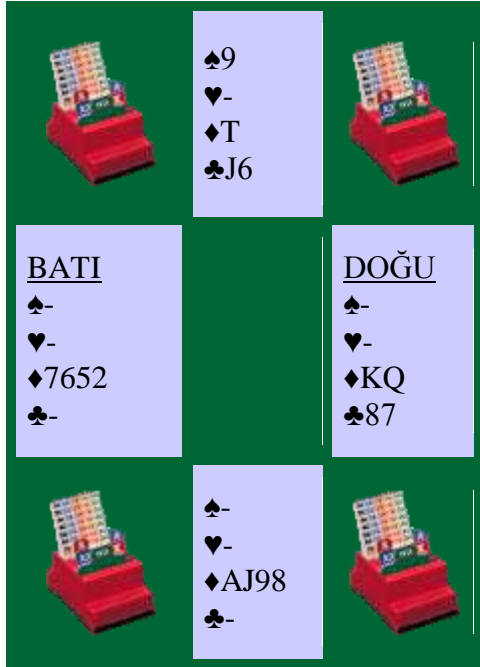 ♠9
♥-
♦T
♣J6
BATI
♠-
♥-
♦7652
♣-
DOĞU
♠-
♥-
♦KQ
♣87
♠-
♥-
♦AJ98
♣-